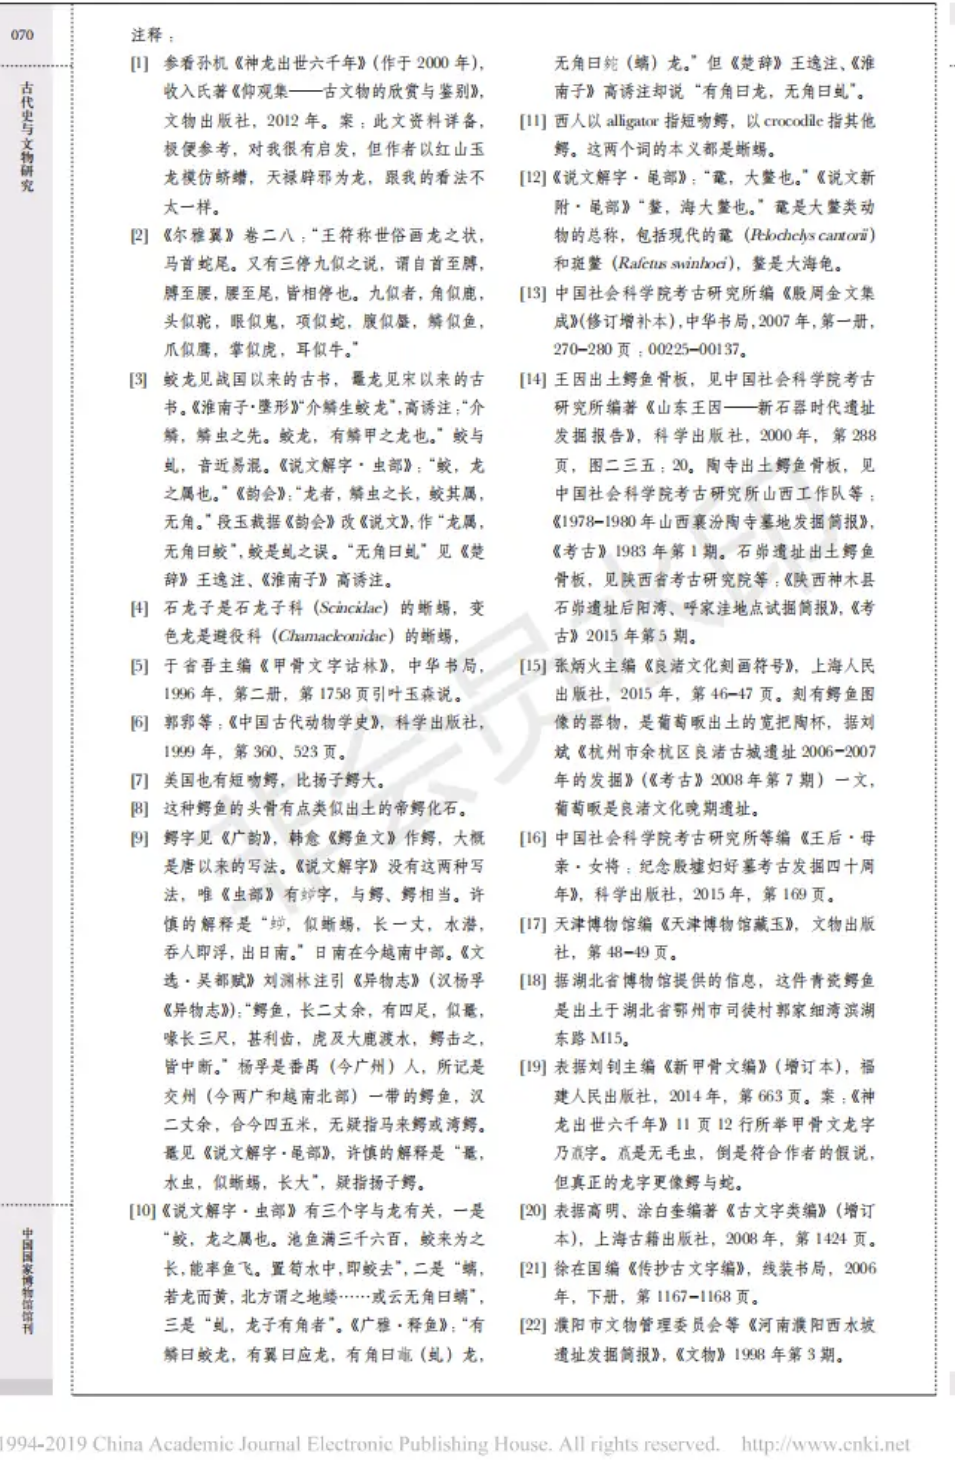 070
古代史与文物研究
注释：
[1] 参看孙机《神龙出世六千年》（作于 2000 年），
收入氏著《仰观集——古文物的欣赏与鉴别》，
文物出版社，2012 年。案：此文资料详备，
极便参考，对我很有启发，但作者以红山玉
龙模仿蛴螬，天禄辟邪为龙，跟我的看法不
太一样。
[2] 《尔雅翼》卷二八：“王符称世俗画龙之状，
马首蛇尾。又有三停九似之说，谓自首至膊，
膊至腰，腰至尾，皆相停也。九似者，角似鹿，
头似驼，眼似鬼，项似蛇，腹似蜃，鳞似鱼，
爪似鹰，掌似虎，耳似牛。”
[3] 蛟龙见战国以来的古书，鼍龙见宋以来的古
书。《淮南子·墬形》“介鳞生蛟龙”，高诱注：“介
鳞，鳞虫之先。蛟龙，有鳞甲之龙也。”蛟与
虬，音近易混。《说文解字·虫部》：“蛟，龙
之属也。”《韵会》：“龙者，鳞虫之长，蛟其属，
无角。”段玉裁据《韵会》改《说文》，作“龙属，
无角曰蛟”，蛟是虬之误。“无角曰虬”见《楚
辞》王逸注、《淮南子》高诱注。
[4] 石龙子是石龙子科（Scincidae）的蜥蜴，变
色龙是避役科（Chamaeleonidae）的蜥蜴，
[5] 于省吾主编《甲骨文字诂林》，中华书局，
1996 年，第二册，第 1758 页引叶玉森说。
[6] 郭郛等：《中国古代动物学史》，科学出版社，
1999 年，第 360、523 页。
[7] 美国也有短吻鳄，比扬子鳄大。
[8] 这种鳄鱼的头骨有点类似出土的帝鳄化石。
[9] 鳄字见《广韵》，韩愈《鳄鱼文》作鳄，大概
是唐以来的写法。《说文解字》没有这两种写
法，唯《虫部》有字，与鳄、鳄相当。许
慎的解释是“，似蜥蜴，长一丈，水潜，
吞人即浮，出日南。”日南在今越南中部。《文
选·吴都赋》刘渊林注引《异物志》（汉杨孚
《异物志》）：“鳄鱼，长二丈余，有四足，似鼍，
喙长三尺，甚利齿，虎及大鹿渡水，鳄击之，
皆中断。”杨孚是番禺（今广州）人，所记是
交州（今两广和越南北部）一带的鳄鱼，汉
二丈余，合今四五米，无疑指马来鳄或湾鳄。
鼍见《说文解字·黾部》，许慎的解释是“鼍，
水虫，似蜥蜴，长大”，疑指扬子鳄。
[10] 《说文解字·虫部》有三个字与龙有关，一是
“蛟，龙之属也。池鱼满三千六百，蛟来为之
长，能率鱼飞。置笱水中，即蛟去”，二是“螭，
若龙而黄，北方谓之地蝼……或云无角曰螭”，
三是“虬，龙子有角者”。《广雅·释鱼》：“有
鳞曰蛟龙，有翼曰应龙，有角曰（虬）龙，
无角曰（螭）龙。”但《楚辞》王逸注、《淮
南子》高诱注却说“有角曰龙，无角曰虬”。
[11] 西人以 alligator 指短吻鳄，以 crocodile 指其他
鳄。这两个词的本义都是蜥蜴。
[12] 《说文解字·黾部》：“鼋，大鳖也。”《说文新
附·黾部》“鳌，海大鳖也。”鼋是大鳖类动
物的总称，包括现代的鼋（Pelochelys cantorii）
和斑鳖（Rafetus swinhoei），鳌是大海龟。
[13] 中国社会科学院考古研究所编《殷周金文集
成》（修订增补本），中华书局，2007 年，第一册，
270-280 页：00225-00137。
[14] 王因出土鳄鱼骨板，见中国社会科学院考古
研究所编著《山东王因——新石器时代遗址
发掘报告》，科学出版社，2000 年，第 288
页，图二三五：20。陶寺出土鳄鱼骨板，见
中国社会科学院考古研究所山西工作队等：
《1978-1980 年山西襄汾陶寺墓地发掘简报》，
《考古》1983 年第 1 期。石峁遗址出土鳄鱼
骨板，见陕西省考古研究院等：《陕西神木县
石峁遗址后阳湾、呼家洼地点试掘简报》，《考
古》2015 年第 5 期。
[15] 张炳火主编《良渚文化刻画符号》，上海人民
出版社，2015 年，第 46-47 页。刻有鳄鱼图
像的器物，是葡萄畈出土的宽把陶杯，据刘
斌《杭州市余杭区良渚古城遗址 2006-2007
年的发掘》（《考古》2008 年第 7 期）一文，
葡萄畈是良渚文化晚期遗址。
[16] 中国社会科学院考古研究所等编《王后·母
亲·女将：纪念殷墟妇好墓考古发掘四十周
年》，科学出版社，2015 年，第 169 页。
[17] 天津博物馆编《天津博物馆藏玉》，文物出版
社，第 48-49 页。
[18] 据湖北省博物馆提供的信息，这件青瓷鳄鱼
是出土于湖北省鄂州市司徒村郭家细湾滨湖
东路 M15。
[19] 表据刘钊主编《新甲骨文编》（增订本），福
建人民出版社，2014 年，第 663 页。案：《神
龙出世六千年》11 页 12 行所举甲骨文龙字
乃字。是无毛虫，倒是符合作者的假说，
但真正的龙字更像鳄与蛇。
[20] 表据高明、涂白奎编著《古文字类编》（增订
本），上海古籍出版社，2008 年，第 1424 页。
[21] 徐在国编《传抄古文字编》，线装书局，2006
年，下册，第 1167-1168 页。
[22] 濮阳市文物管理委员会等《河南濮阳西水坡
遗址发掘简报》，《文物》1998 年第 3 期。
中国国家博物馆馆刊
非会员水印
1994-2019 China Academic Journal Electronic Publishing House. All rights reserved. http://www.cnki.net